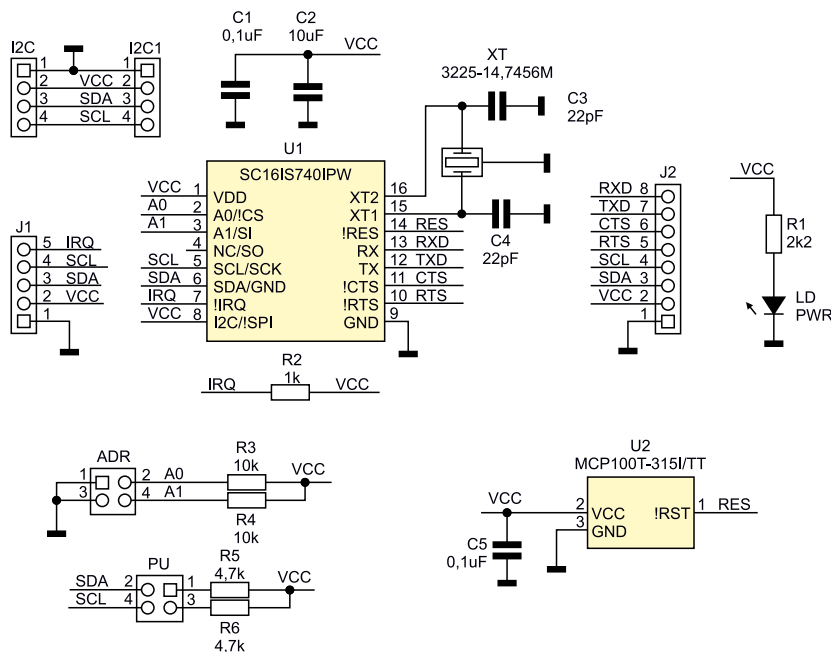 I2C I2C1
1 1
2 VCC 2
3 SDA 3
4 SCL 4
C1
0,1uF
C2
10uF
VCC
XT
3225-14,7456M
C3
22pF
C4
22pF
U1
SC16IS740IPW
VCC 1 VDD XT2 16
A0 2 A0/!CS XT1 15
A1 3 A1/SI !RES 14 RES
4 NC/SO RX 13 RXD
SCL 5 SCL/SCK TX 12 TXD
SDA 6 SDA/GND !CTS 11 CTS
IRQ 7 !IRQ !RTS 10 RTS
VCC 8 I2C/!SPI GND 9
J1
5 IRQ
4 SCL
3 SDA
2 VCC
1
J2
RXD 8
TXD 7
CTS 6
RTS 5
SCL 4
SDA 3
VCC 2
1
VCC
R1
2k2
LD
PWR
R2
IRQ 1k VCC
ADR
1 2 A0
3 4 A1
R3
10k
VCC
R4
10k
PU
SDA 2 1
SCL 4 3
R5
4,7k
VCC
R6
4,7k
U2
MCP100T-315I/TT
VCC 2 VCC !RST 1 RES
3 GND
C5
0,1uF